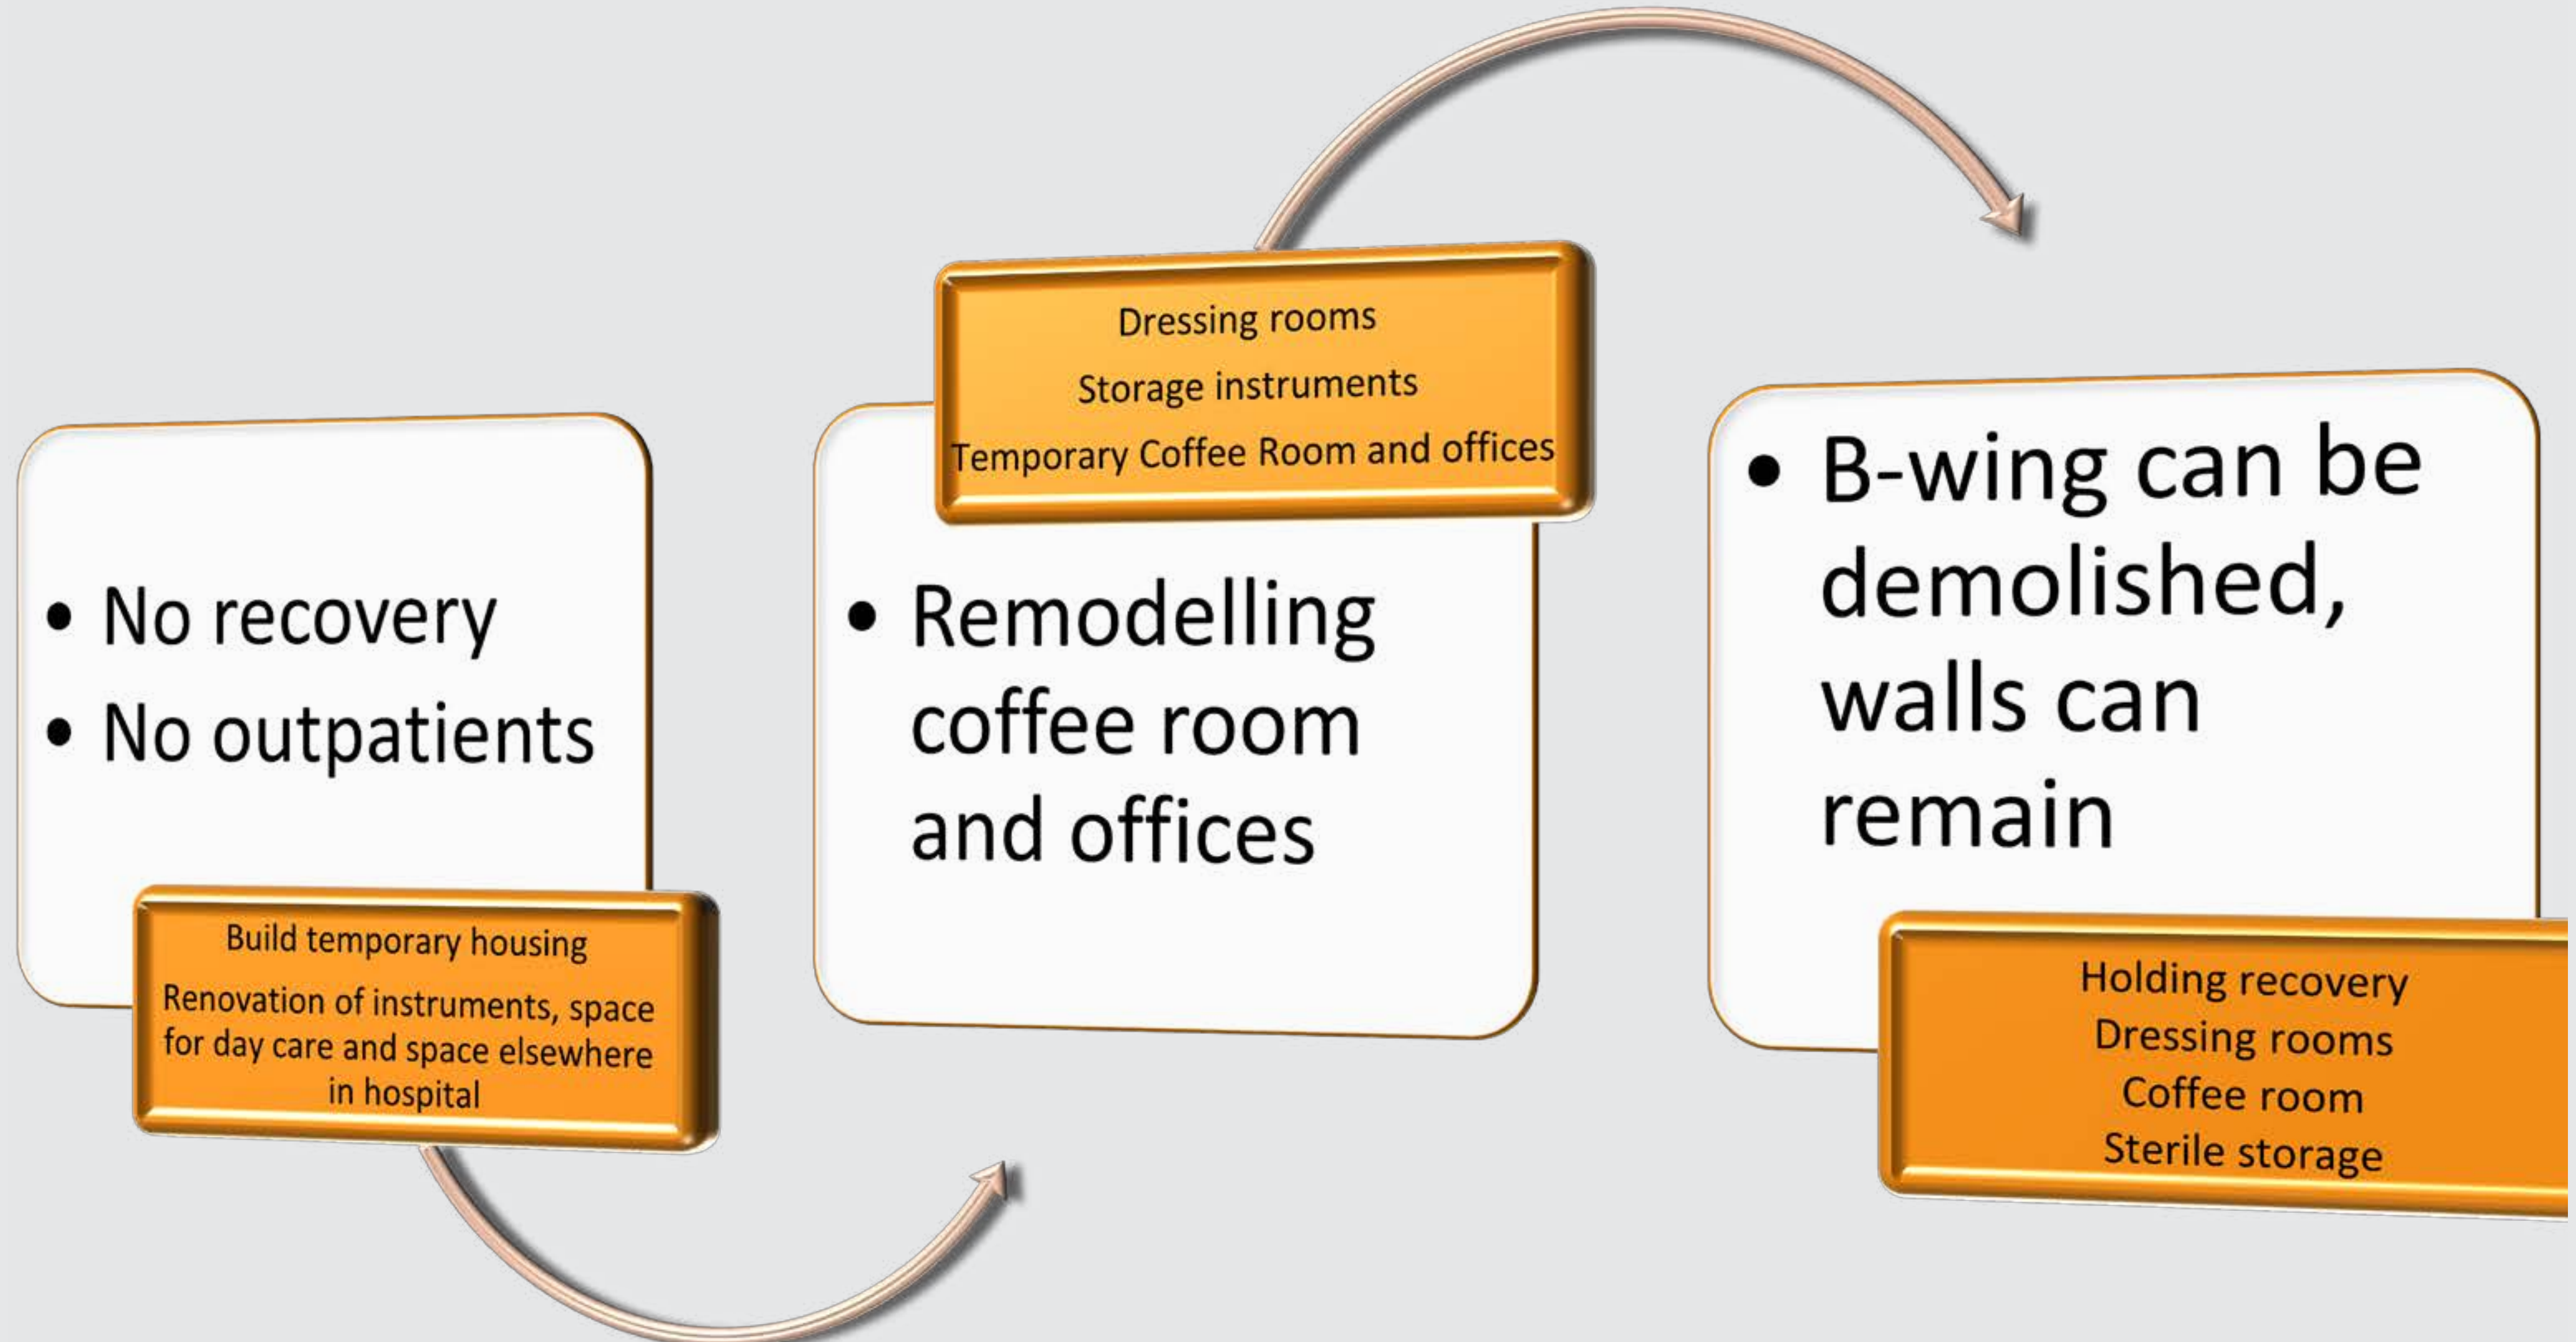 • No recovery
• No outpatients
Build temporary housing
Renovation of instruments, space
for day care and space elsewhere
in hospital
Dressing rooms
Storage instruments
Temporary Coffee Room and offices
• Remodelling
coffee room
and offices
• B-wing can be
demolished,
walls can
remain
Holding recovery
Dressing rooms
Coffee room
Sterile storage